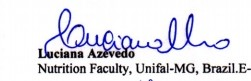 Luciana Azevedo
Nutrition Faculty, Unifal-MG, Brazil.E-